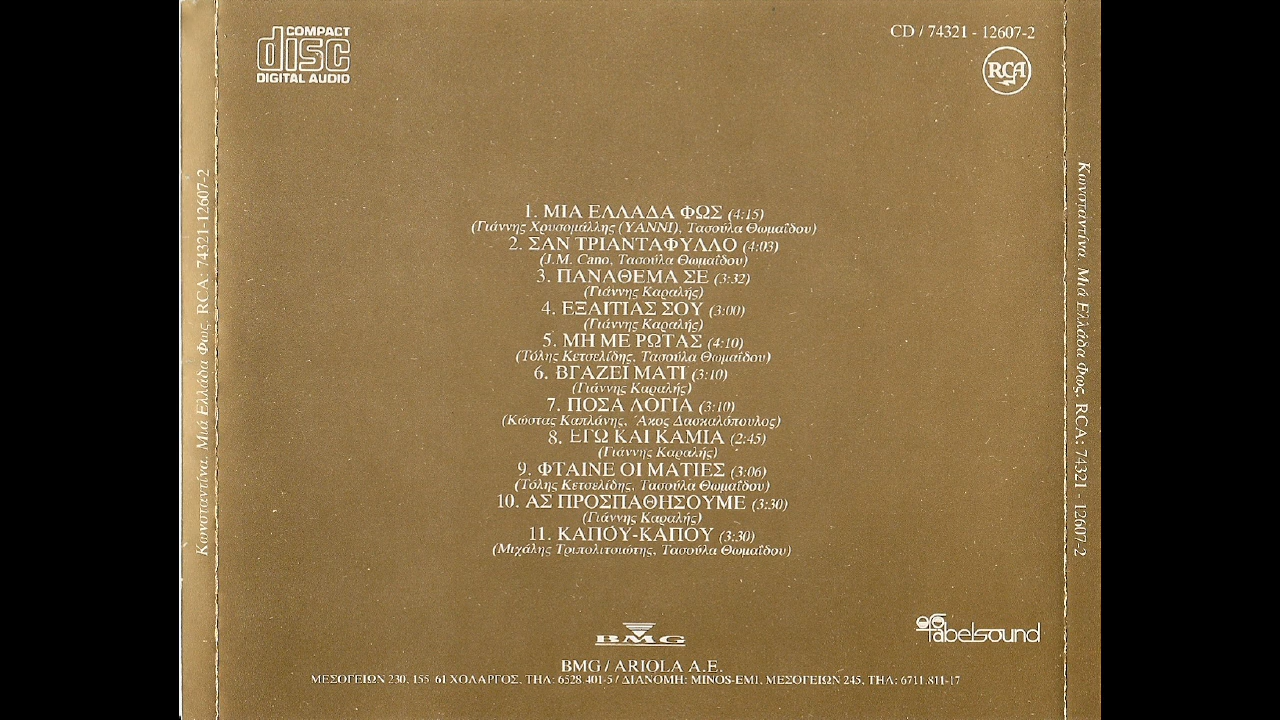 COMPACT
disc
DIGITAL AUDIO
CD / 74321 - 12607-2
RCA
Κωνσταντίνα, Μιά Ελλάδα Φως, RCA: 74321-12607-2
1. ΜΙΑ ΕΛΛΑΔΑ ΦΩΣ (4:15)
(Γιάννης Χρυσομάλλης (YANNI), Τασούλα Θωμαΐδου)
2. ΣΑΝ ΤΡΙΑΝΤΑΦΥΛΛΟ (4:03)
(J.M. Cano, Τασούλα Θωμαΐδου)
3. ΠΑΝΑΘΕΜΑ ΣΕ (3:32)
(Γιάννης Καραλής)
4. ΕΞΑΙΤΙΑΣ ΣΟΥ (3:00)
(Γιάννης Καραλής)
5. ΜΗ ΜΕ ΡΩΤΑΣ (4:10)
(Τόλης Κετσελίδης, Τασούλα Θωμαΐδου)
6. ΒΓΑΖΕΙ ΜΑΤΙ (3:10)
(Γιάννης Καραλής)
7. ΠΟΣΑ ΛΟΓΙΑ (3:10)
(Κώστας Καπλάνης, Άκος Δασκαλόπουλος)
8. ΕΓΩ ΚΑΙ ΚΑΜΙΑ (2:45)
(Γιάννης Καραλής)
9. ΦΤΑΙΝΕ ΟΙ ΜΑΤΙΕΣ (3:06)
(Τόλης Κετσελίδης, Τασούλα Θωμαΐδου)
10. ΑΣ ΠΡΟΣΠΑΘΗΣΟΥΜΕ (3:30)
(Γιάννης Καραλής)
11. ΚΑΠΟΥ-ΚΑΠΟΥ (3:30)
(Μιχάλης Τριπολιτσιώτης, Τασούλα Θωμαΐδου)
Κωνσταντίνα, Μιά Ελλάδα Φως, RCA: 74321 - 12607-2
BMG
fabelsound
BMG / ARIOLA A.E.
ΜΕΣΟΓΕΙΩΝ 230, 155 61 ΧΟΛΑΡΓΟΣ, ΤΗΛ: 6528.401-5 / ΔΙΑΝΟΜΗ: MINOS-EMI, ΜΕΣΟΓΕΙΩΝ 245, ΤΗΛ: 6711.811-17